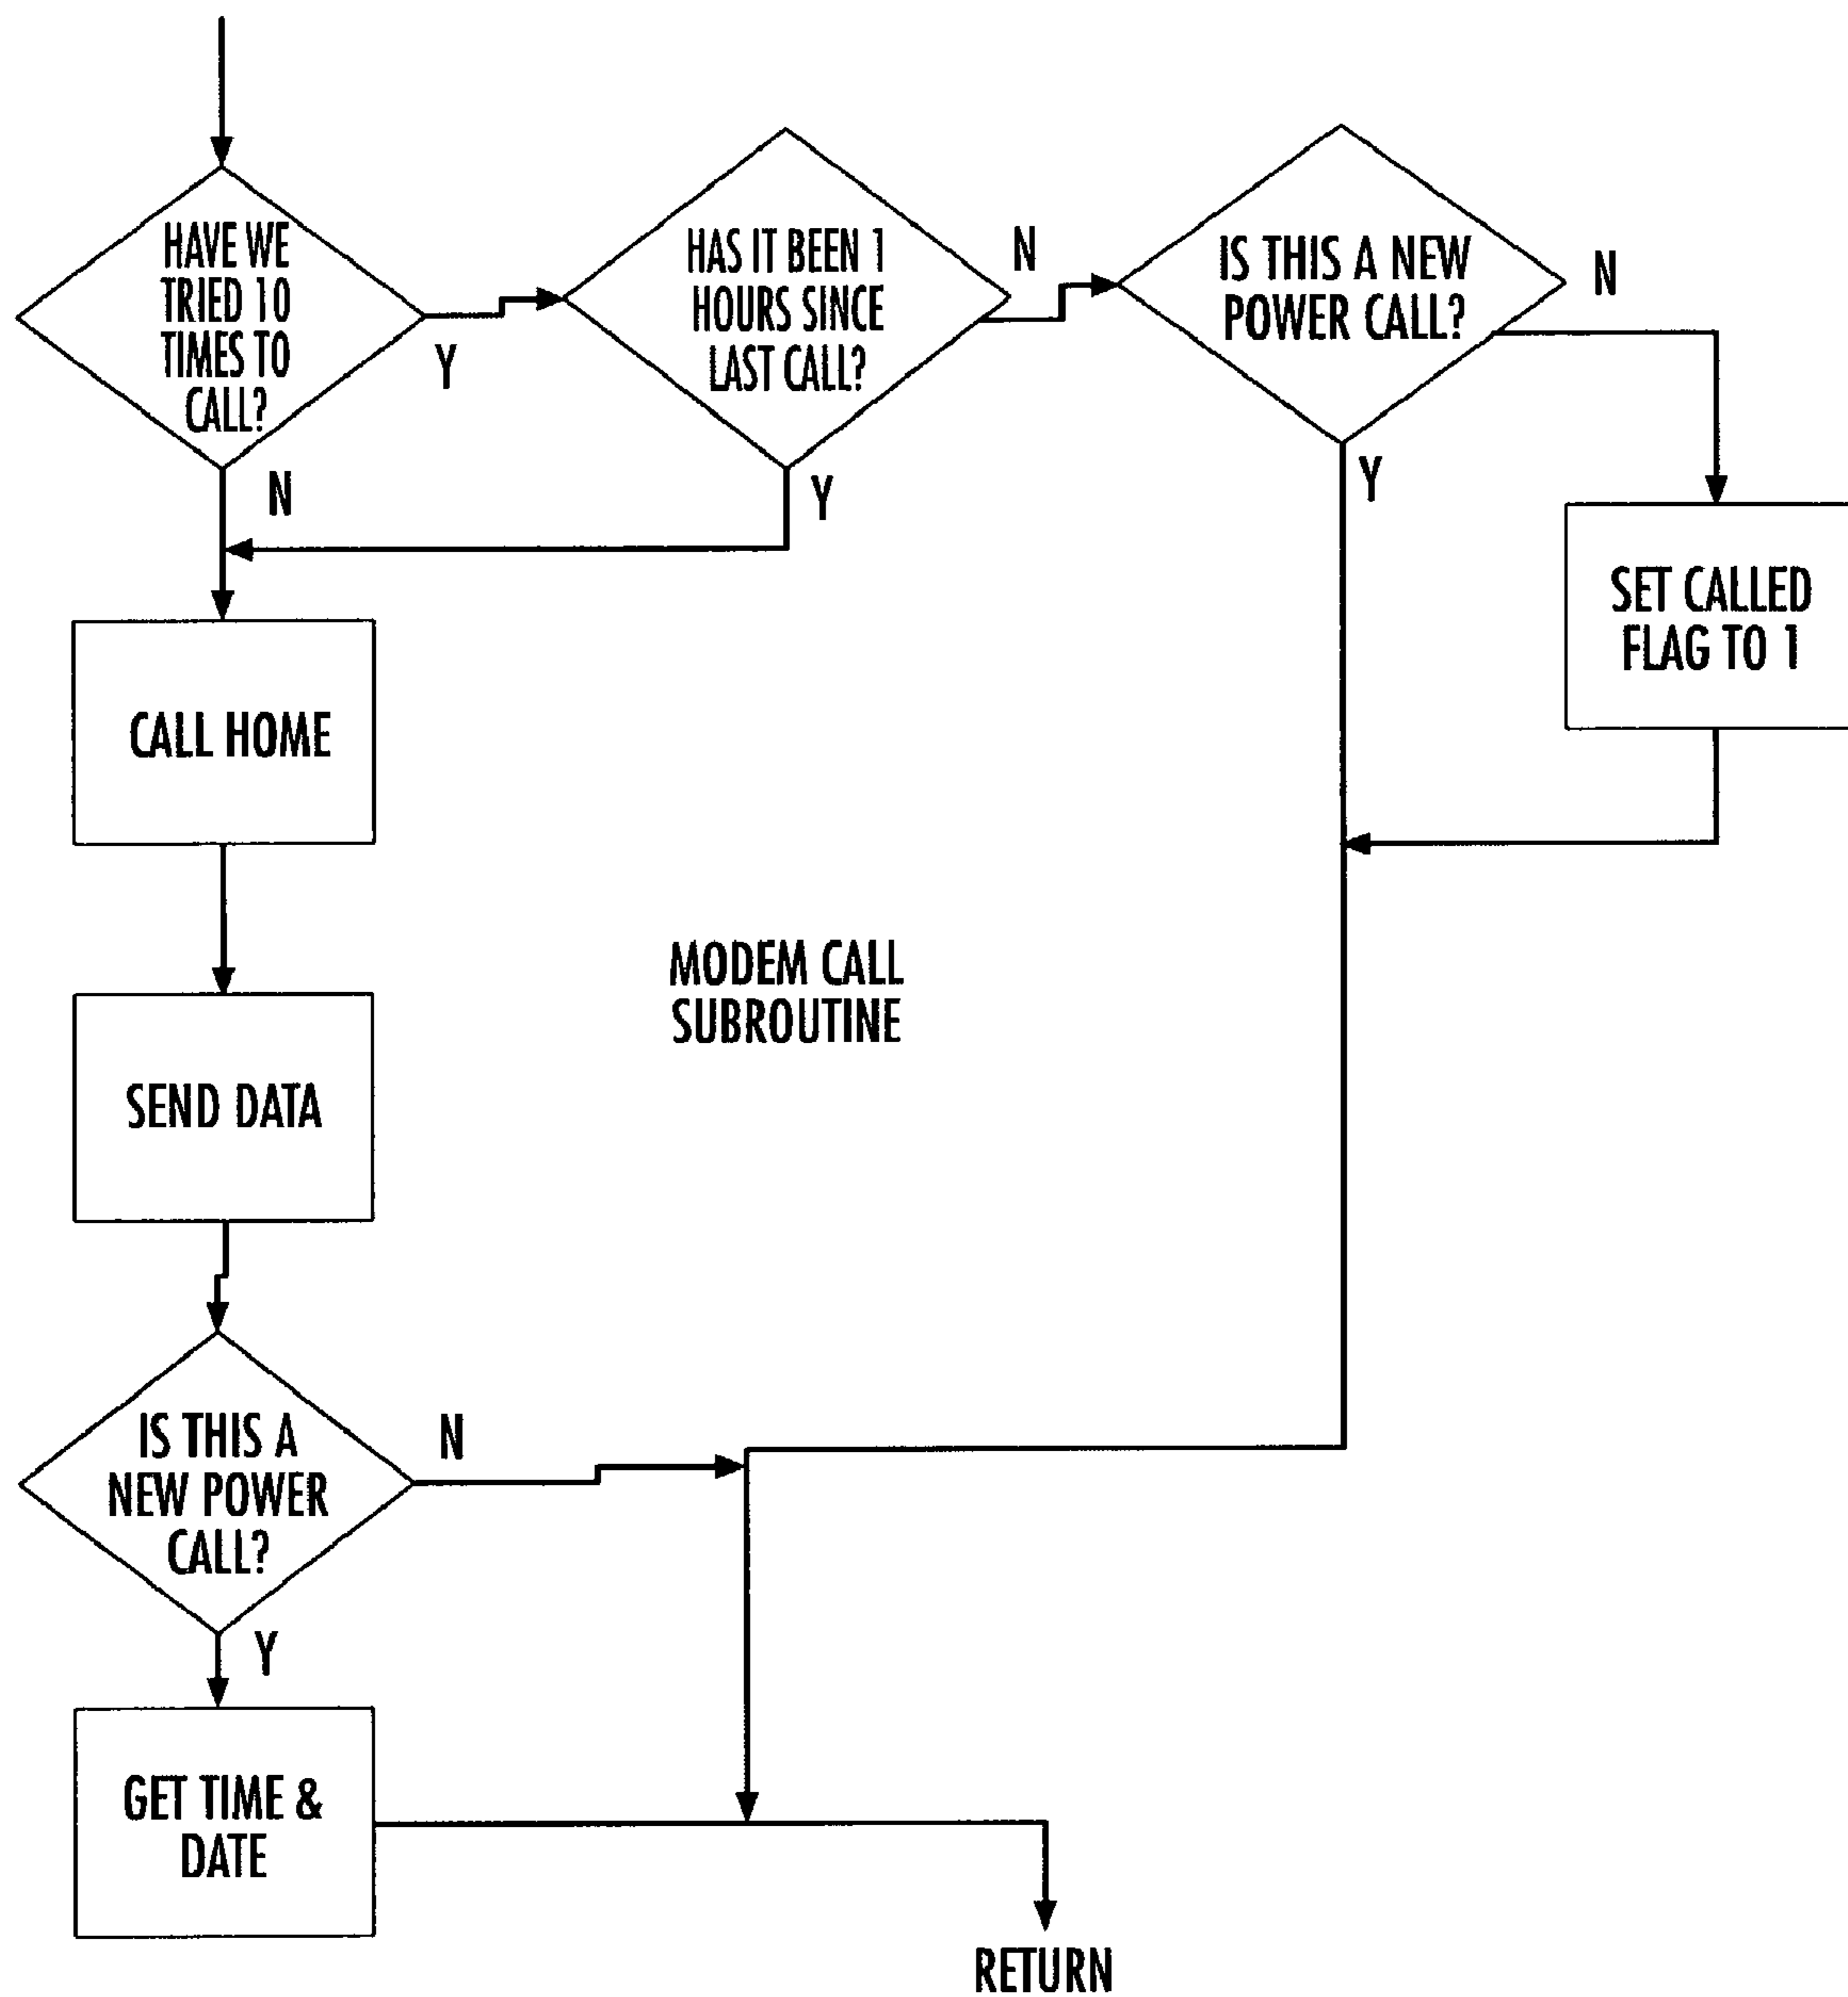 HAVE WE
TRIED 10
TIMES TO
CALL?
Y
N
HAS IT BEEN 1
HOURS SINCE
LAST CALL?
N
Y
IS THIS A NEW
POWER CALL?
N
Y
SET CALLED
FLAG TO 1
CALL HOME
MODEM CALL
SUBROUTINE
SEND DATA
IS THIS A
NEW POWER
CALL?
N
Y
GET TIME &
DATE
RETURN